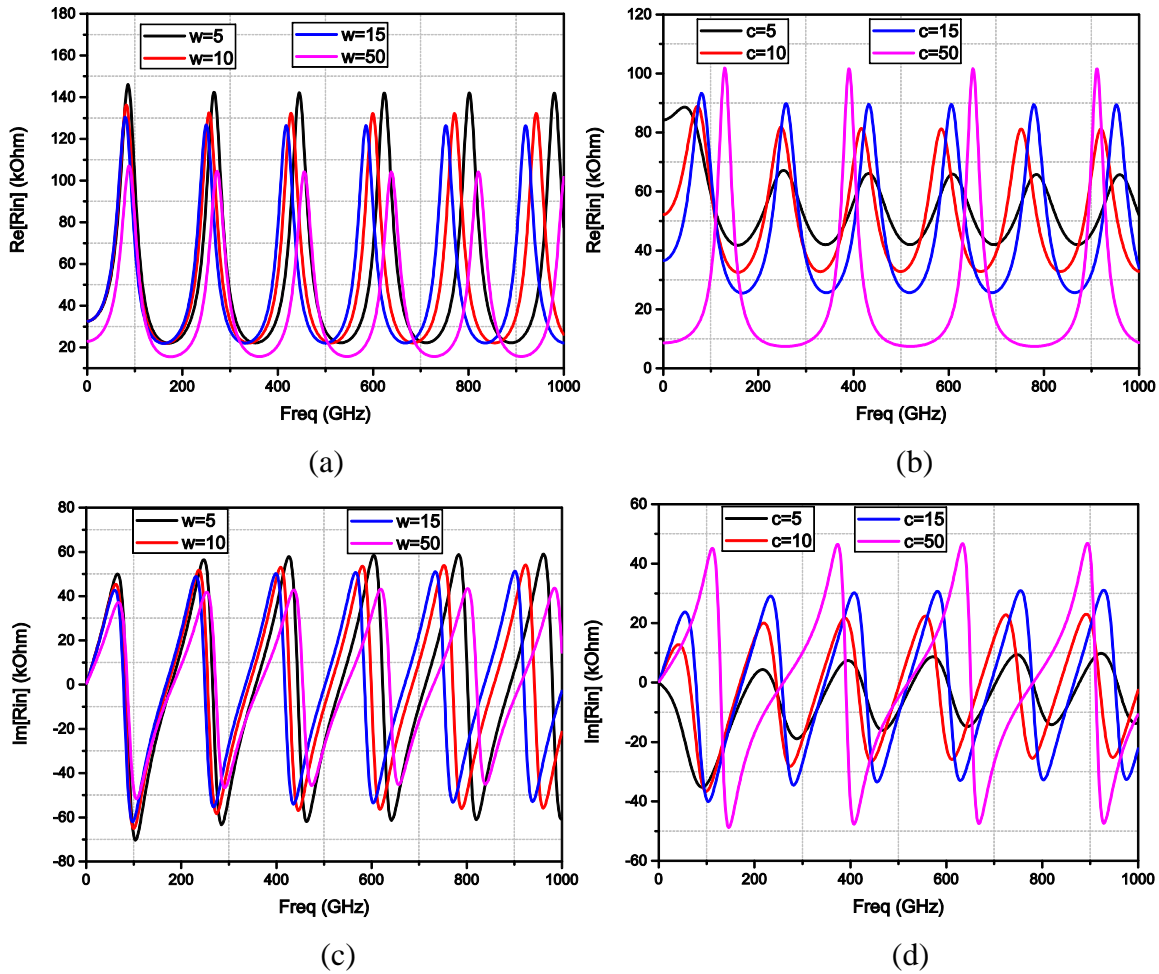 180
160
140
120
100
80
60
40
20
Re[Rin] (kOhm)
w=5
w=10
w=15
w=50
0
200
400
600
800
1000
Freq (GHz)
(a)
120
100
80
60
40
20
0
Re[Rin] (kOhm)
c=5
c=10
c=15
c=50
0
200
400
600
800
1000
Freq (GHz)
(b)
80
60
40
20
0
-20
-40
-60
-80
Im[Rin] (kOhm)
w=5
w=10
w=15
w=50
0
200
400
600
800
1000
Freq (GHz)
(c)
60
40
20
0
-20
-40
-60
Im[Rin] (kOhm)
c=5
c=10
c=15
c=50
0
200
400
600
800
1000
Freq (GHz)
(d)